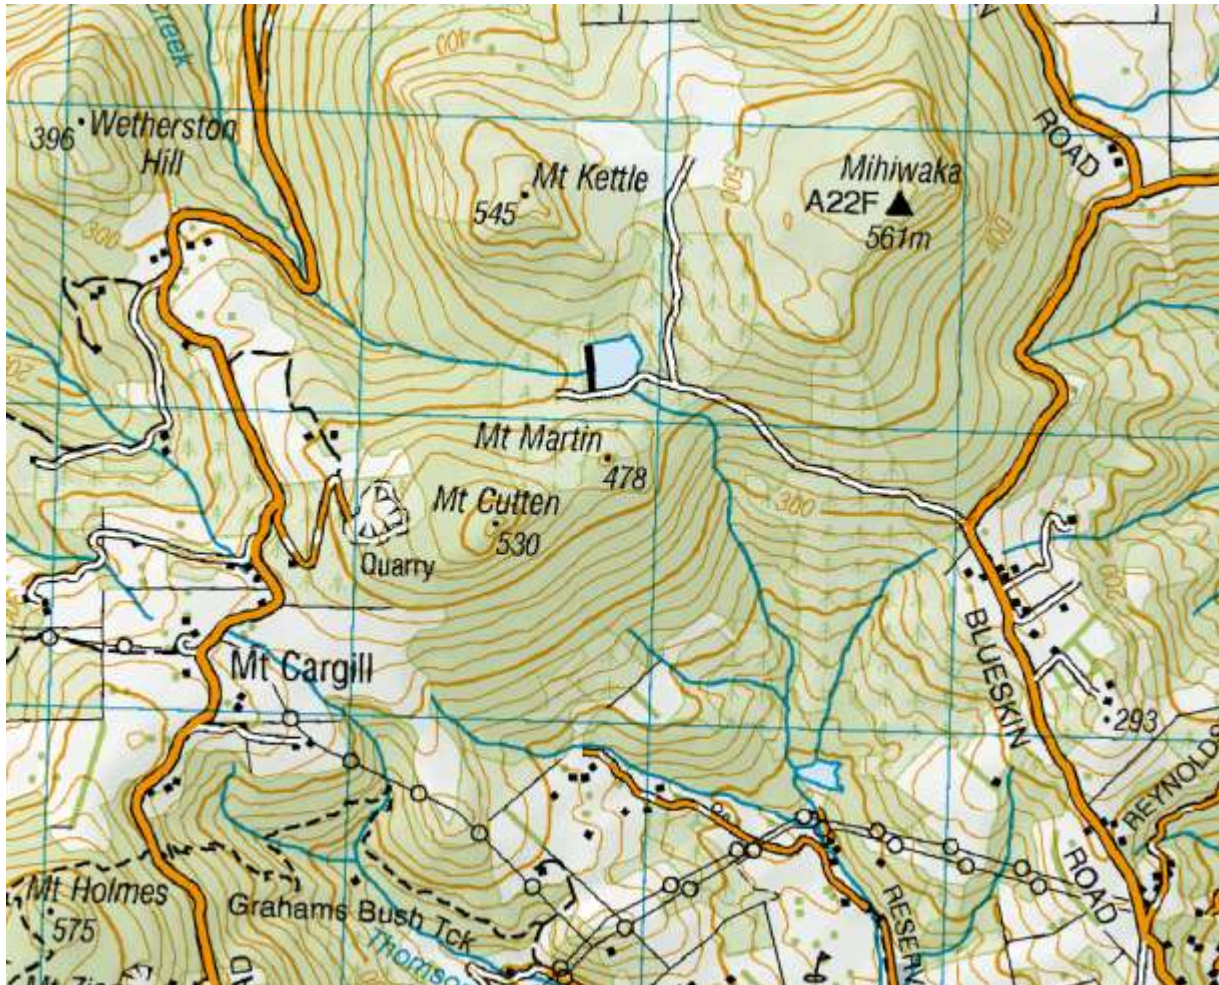 Creek
400
N
396
Wetherston
Hill
Mt Kettle
545
500
Mihiwaka
A22F
561m
ROAD
300
400
Mt Martin
478
Mt Cutten
530
300
Quarry
Mt Cargill
BLUESKIN
293
REYNOLDS
ROAD
Mt Holmes
575
Grahams Bush Tck
RESERV